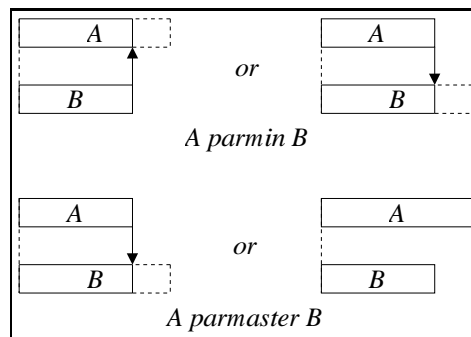 A A
or
B B
A parmin B
A A
or
B B
A parmaster B